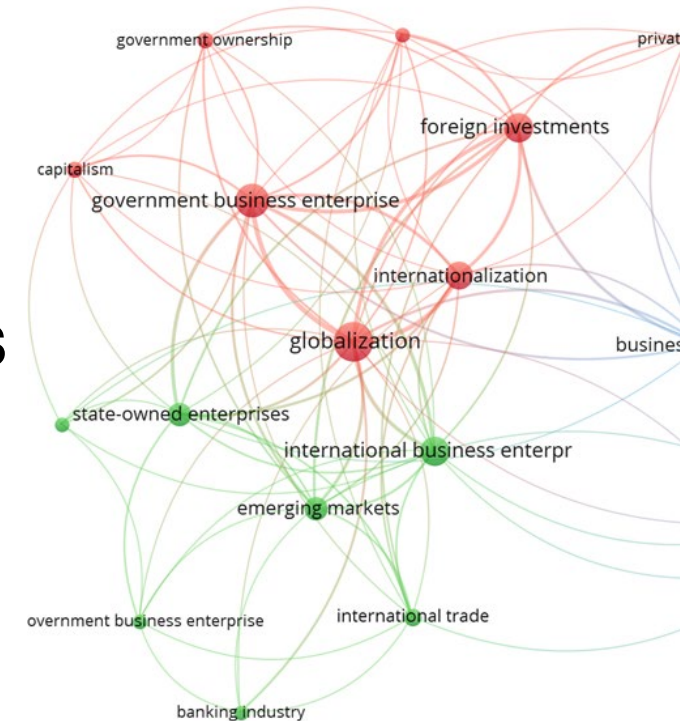 government ownership
privat
foreign investments
capitalism
government business enterprise
internationalization
globalization
busines
s
state-owned enterprises
international business enterpr
emerging markets
international trade
overnment business enterprise
banking industry